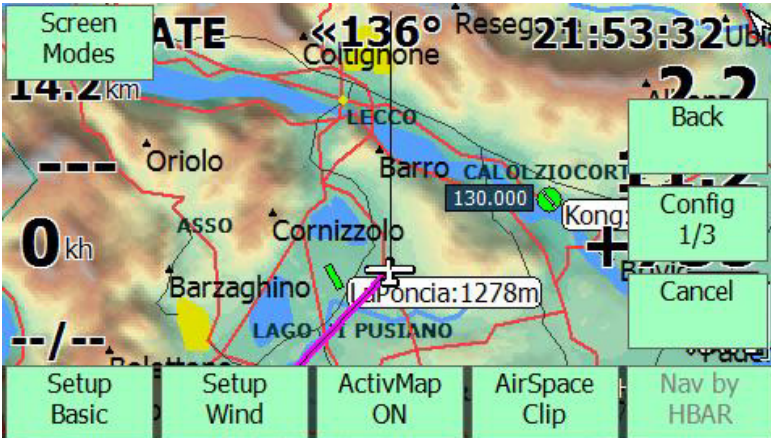 Screen
Modes
ATE
«136°
21:53:32
Coltignone
14.2km
2.2
Back
LECCO
---
Oriolo
Barro
CALOLZIOCORT
130.000
Config
1/3
ASSO
Cornizzolo
0kh
Barzaghino
LaPoncia:1278m
Cancel
--/--
LAGO
PUSIANO
Setup
Basic
Setup
Wind
ActivMap
ON
AirSpace
Clip
Nav by
HBAR